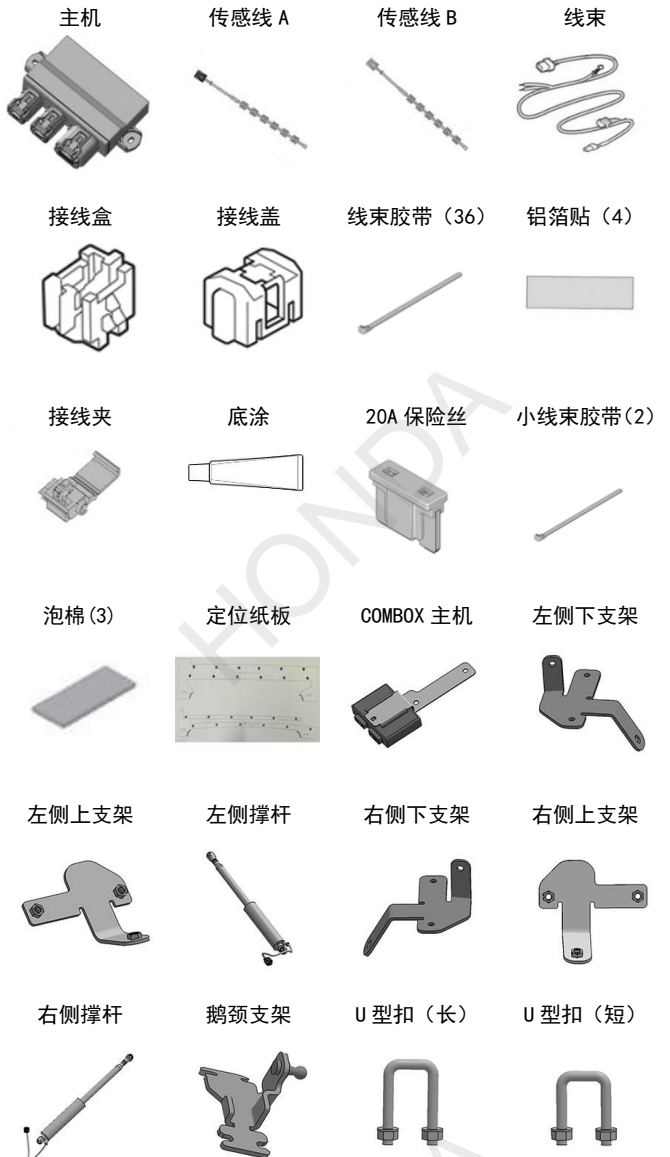 主机 传感线 A 传感线 B 线束
接线盒 接线盖 线束胶带（36） 铝箔贴（4）
接线夹 底涂 20A 保险丝 小线束胶带(2)
泡棉(3) 定位纸板 COMBOX 主机 左侧下支架
左侧上支架 左侧撑杆 右侧下支架 右侧上支架
右侧撑杆 鹅颈支架 U 型扣（长） U 型扣（短）
HONDA